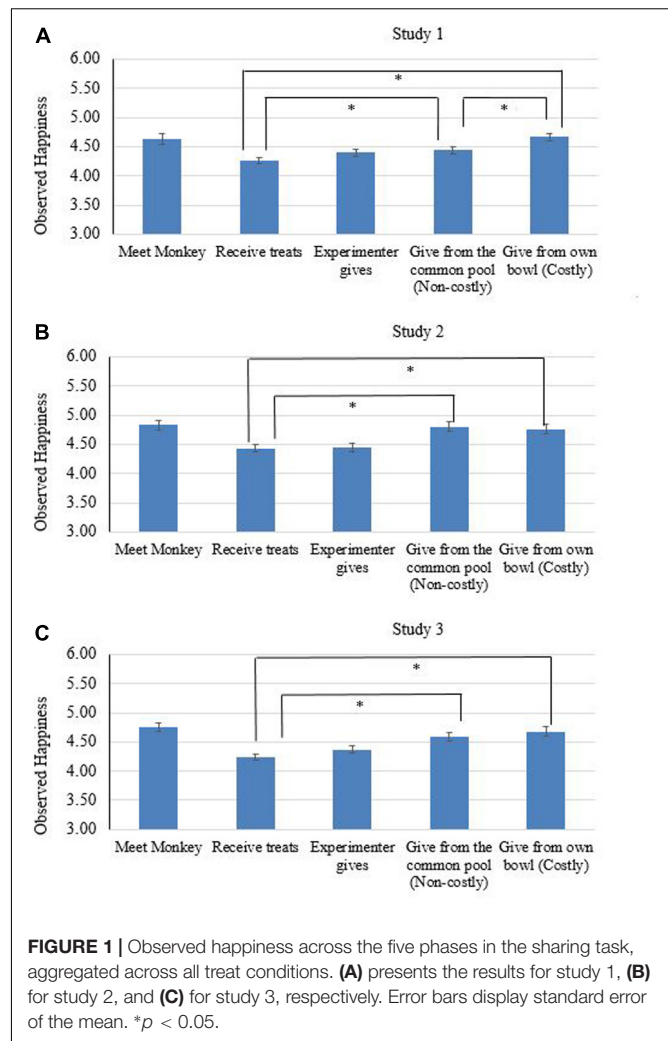 A
Study 1
6.00
5.50
5.00
4.50
4.00
3.50
3.00
Observed Happiness
*
*
*
Meet Monkey Receive treats Experimenter gives Give from the common pool (Non-costly) Give from own bowl (Costly)
B
Study 2
6.00
5.50
5.00
4.50
4.00
3.50
3.00
Observed Happiness
*
*
Meet Monkey Receive treats Experimenter gives Give from the common pool (Non-costly) Give from own bowl (Costly)
C
Study 3
6.00
5.50
5.00
4.50
4.00
3.50
3.00
Observed Happiness
*
*
Meet Monkey Receive treats Experimenter gives Give from the common pool (Non-costly) Give from own bowl (Costly)
FIGURE 1 | Observed happiness across the five phases in the sharing task,
aggregated across all treat conditions. (A) presents the results for study 1, (B)
for study 2, and (C) for study 3, respectively. Error bars display standard error
of the mean. *p < 0.05.